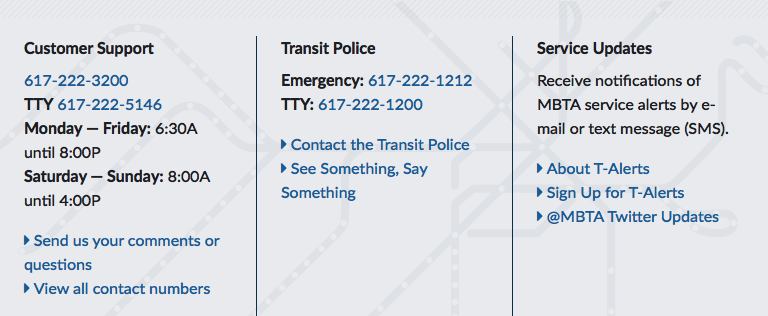 Customer Support
617-222-3200
TTY 617-222-5146
Monday — Friday: 6:30A
until 8:00P
Saturday — Sunday: 8:00A
until 4:00P
Send us your comments or
questions
View all contact numbers
Transit Police
Emergency: 617-222-1212
TTY: 617-222-1200
Contact the Transit Police
See Something, Say
Something
Service Updates
Receive notifications of
MBTA service alerts by e-
mail or text message (SMS).
About T-Alerts
Sign Up for T-Alerts
@MBTA Twitter Updates